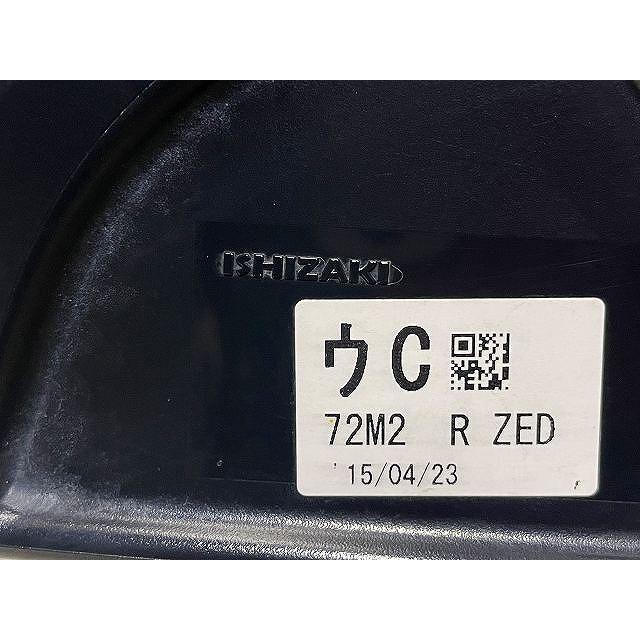 ISHIZAKI
ウC
72M2 R ZED
'15/04/23